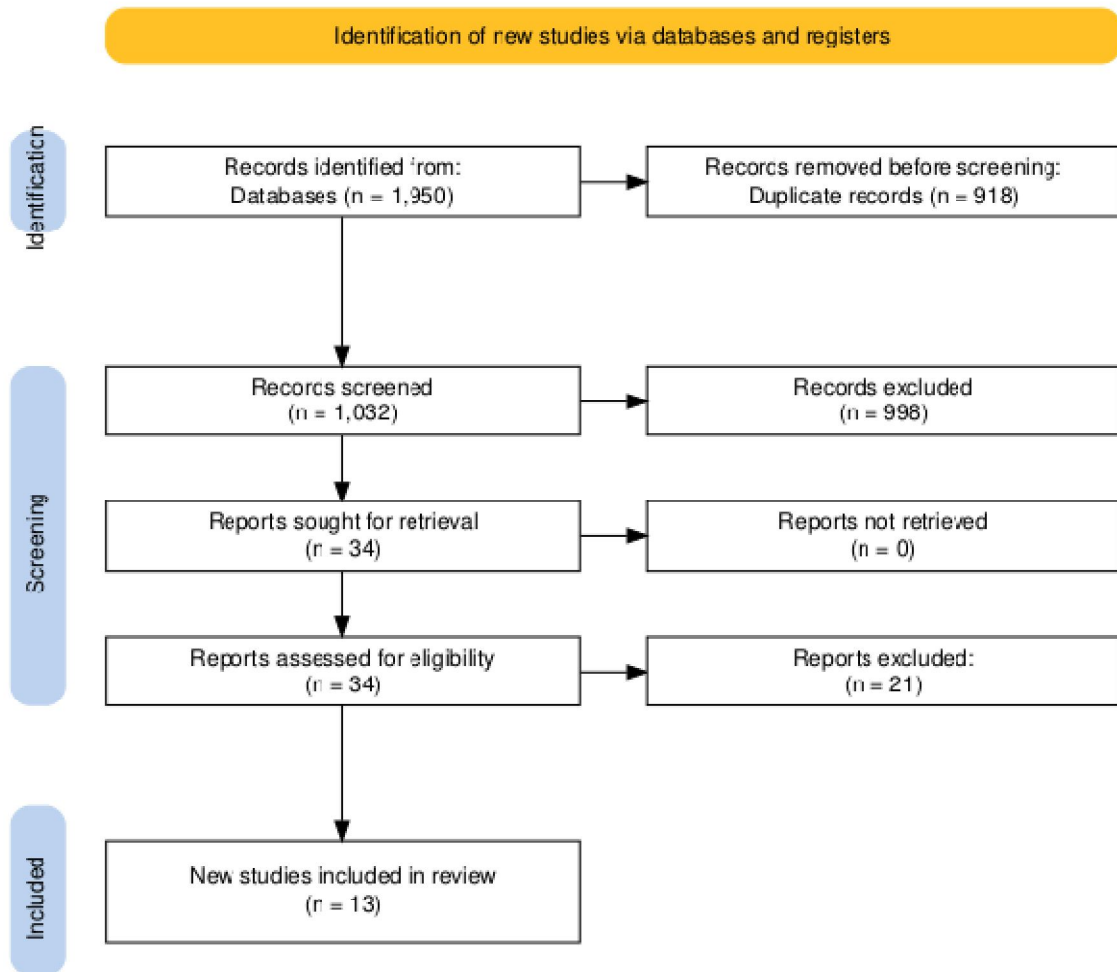 Identification of new studies via databases and registers
Identification
Records identified from:
Databases (n = 1,950)
Records removed before screening:
Duplicate records (n = 918)
Screening
Records screened
(n = 1,032)
Records excluded
(n = 998)
Reports sought for retrieval
(n = 34)
Reports not retrieved
(n = 0)
Reports assessed for eligibility
(n = 34)
Reports excluded:
(n = 21)
Included
New studies included in review
(n = 13)